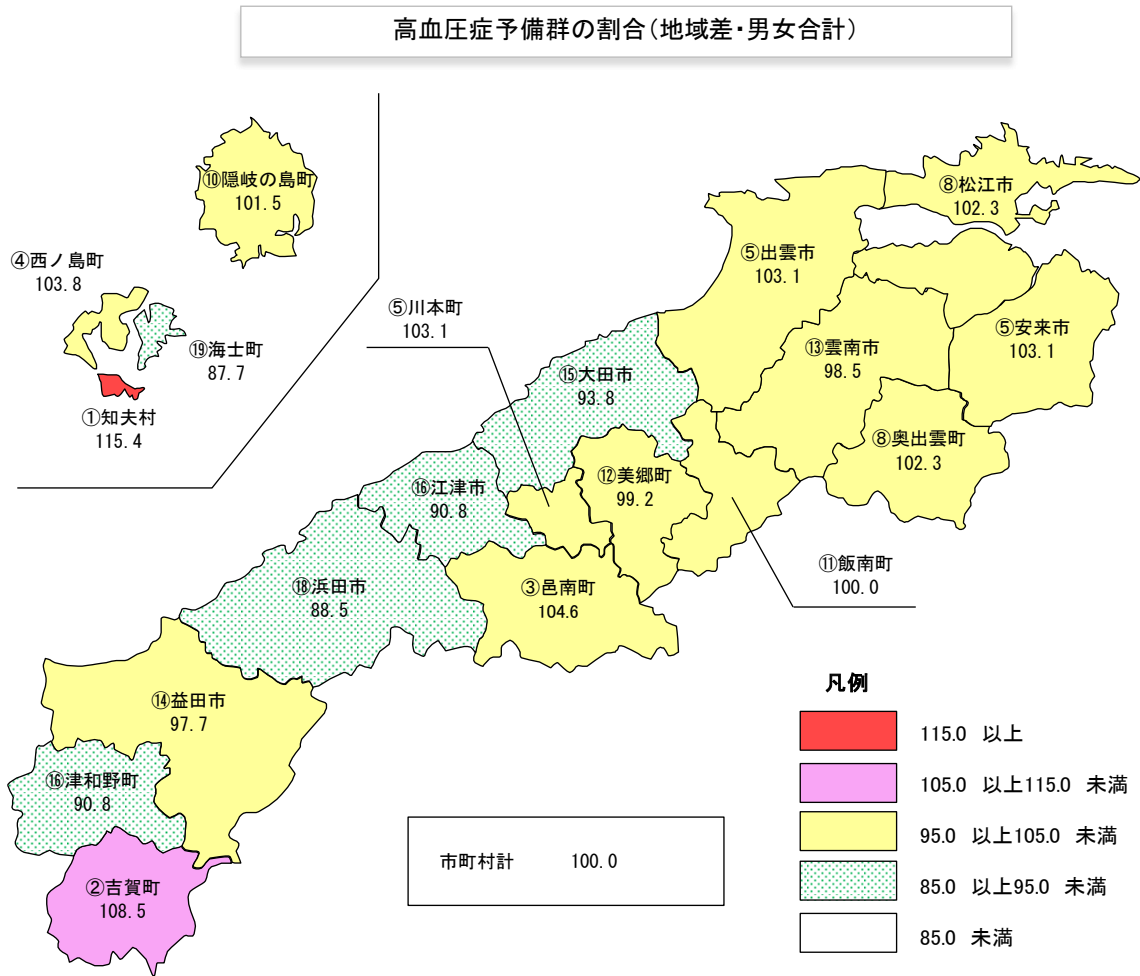 高血圧症予備群の割合(地域差・男女合計)
⑩隠岐の島町
101.5
⑧松江市
102.3
④西ノ島町
103.8
⑤出雲市
103.1
⑤川本町
103.1
⑤安来市
103.1
⑲海士町
87.7
⑬雲南市
98.5
⑮大田市
93.8
①知夫村
115.4
⑧奥出雲町
102.3
⑫美郷町
99.2
⑯江津市
90.8
⑪飯南町
100.0
⑱浜田市
88.5
③邑南町
104.6
⑭益田市
97.7
⑯津和野町
90.8
②吉賀町
108.5
市町村計 100.0
凡例
115.0 以上
105.0 以上115.0 未満
95.0 以上105.0 未満
85.0 以上95.0 未満
85.0 未満